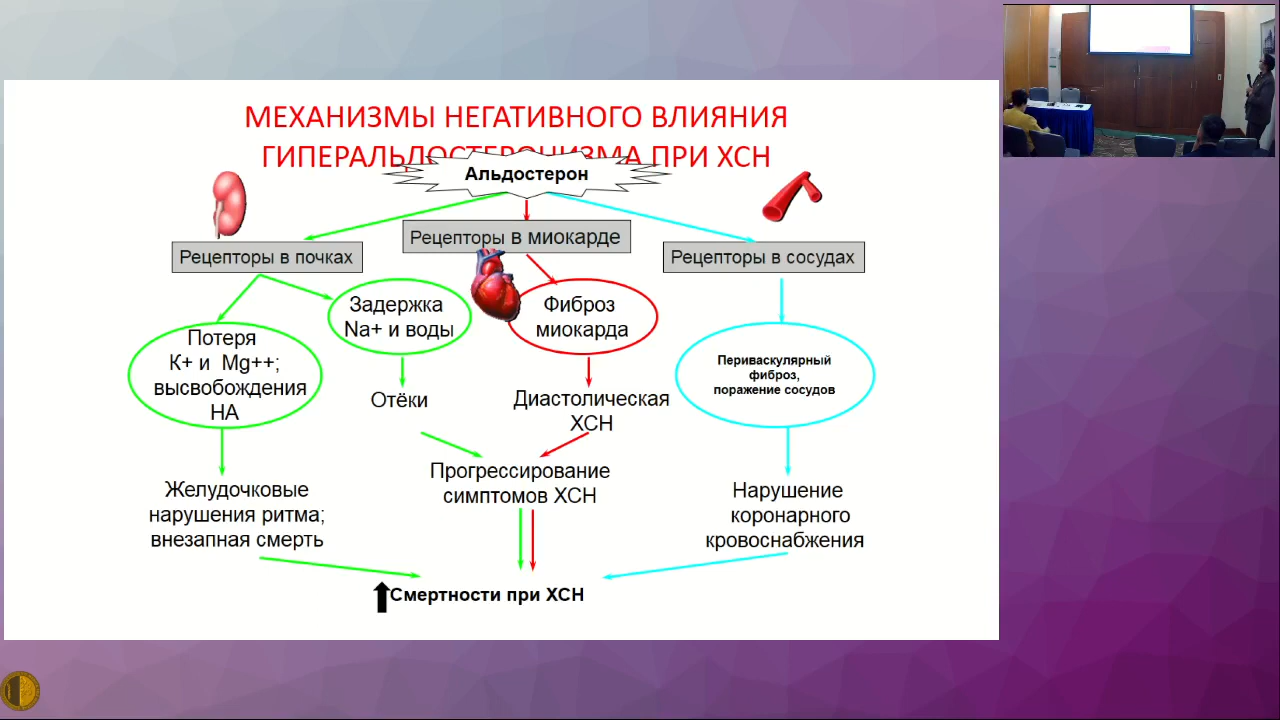 МЕХАНИЗМЫ НЕГАТИВНОГО ВЛИЯНИЯ
ГИПЕРАЛЬДОСТЕРОНИЗМА ПРИ ХСН
Альдостерон
Рецепторы в почках
Рецепторы в миокарде
Рецепторы в сосудах
Потеря
К+ и Mg++;
высвобождения
НА
Задержка
Na+ и воды
Фиброз
миокарда
Периваскулярный
фиброз,
поражение сосудов
Отёки
Диастолическая
ХСН
Прогрессирование
симптомов ХСН
Желудочковые
нарушения ритма;
внезапная смерть
Нарушение
коронарного
кровоснабжения
Смертности при ХСН